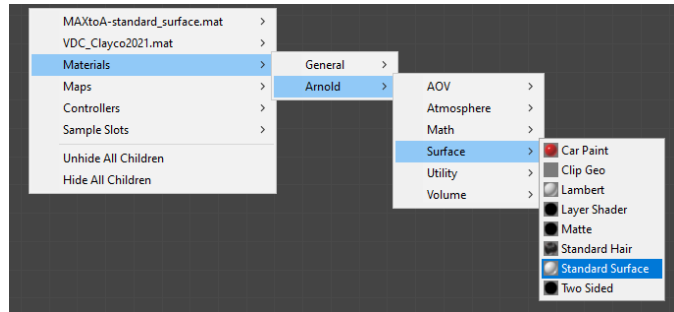 MAXtoA-standard_surface.mat
VDC_Clayco2021.mat
Materials
Maps
Controllers
Sample Slots
Unhide All Children
Hide All Children
General
Arnold
AOV
Atmosphere
Math
Surface
Utility
Volume
Car Paint
Clip Geo
Lambert
Layer Shader
Matte
Standard Hair
Standard Surface
Two Sided